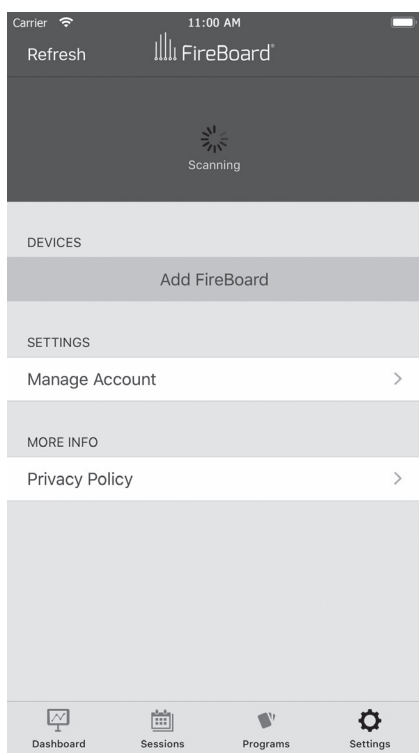 Carrier 11:00 AM
Refresh FireBoard®
Scanning
DEVICES
Add FireBoard
SETTINGS
Manage Account
MORE INFO
Privacy Policy
Dashboard Sessions Programs Settings